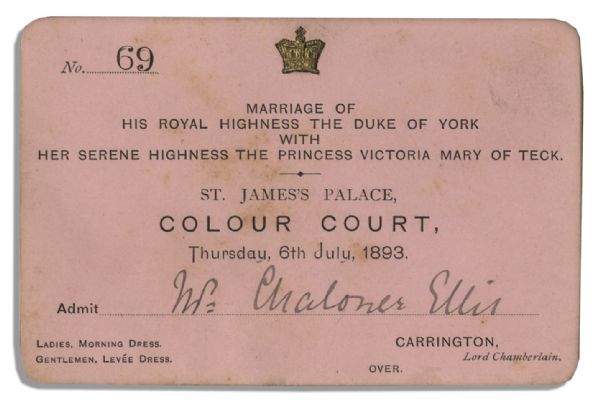 No. 69
MARRIAGE OF
HIS ROYAL HIGHNESS THE DUKE OF YORK
WITH
HER SERENE HIGHNESS THE PRINCESS VICTORIA MARY OF TECK.
ST. JAMES'S PALACE,
COLOUR COURT,
Thursday, 6th July, 1893.
Admit Mrs. Chaloner Ellis
LADIES, MORNING DRESS.
GENTLEMEN, LEVÉE DRESS.
CARRINGTON,
Lord Chamberlain.
OVER.